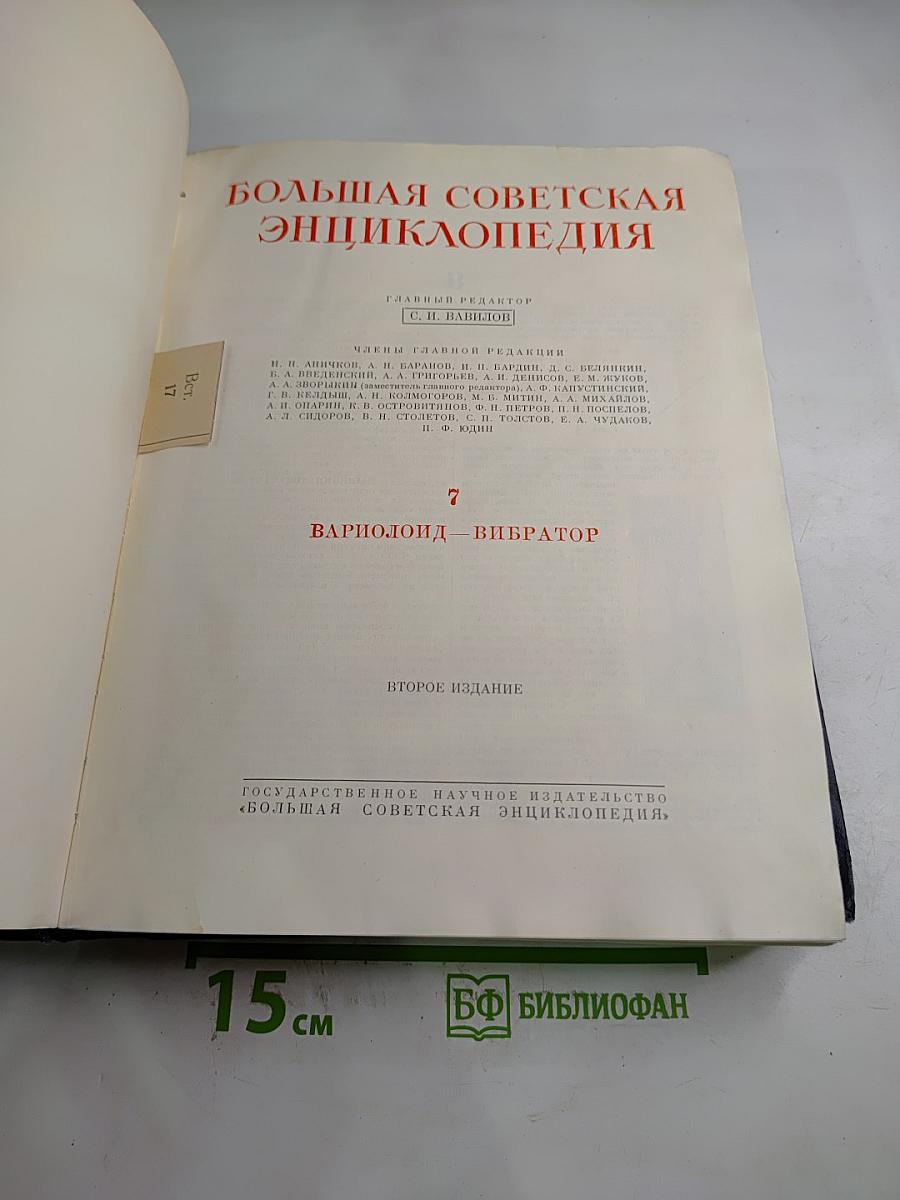 БОЛЬШАЯ СОВЕТСКАЯ
ЭНЦИКЛОПЕДИЯ
ГЛАВНЫЙ РЕДАКТОР
С. И. ВАВИЛОВ
ЧЛЕНЫ ГЛАВНОЙ РЕДАКЦИИ
Н. Н. АНИЧКОВ, А. Н. БАРАНОВ, И. П. БАРДИН, Д. С. БЕЛЯНКИН,
Б. А. ВВЕДЕНСКИЙ, А. А. ГРИГОРЬЕВ, А. И. ДЕНИСОВ, Е. М. ЖУКОВ,
А. А. ЗВОРЫКИН (заместитель главного редактора), А. Ф. КАПУСТИНСКИЙ,
Г. В. КЕЛДЫШ, А. Н. КОЛМОГОРОВ, М. Б. МИТИН, А. А. МИХАЙЛОВ,
А. И. ОПАРИН, К. В. ОСТРОВИТЯНОВ, Ф. Н. ПЕТРОВ, П. Н. ПОСПЕЛОВ,
А. Л. СИДОРОВ, В. Н. СТОЛЕТОВ, С. П. ТОЛСТОВ, Е. А. ЧУДАКОВ,
П. Ф. ЮДИН
Вст.
17
7
ВАРИОЛОИД — ВИБРАТОР
ВТОРОЕ ИЗДАНИЕ
ГОСУДАРСТВЕННОЕ НАУЧНОЕ ИЗДАТЕЛЬСТВО
«БОЛЬШАЯ СОВЕТСКАЯ ЭНЦИКЛОПЕДИЯ»
15 см
БФ БИБЛИОФАН